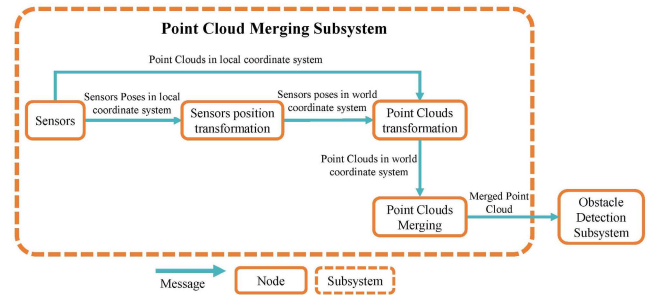 Point Cloud Merging Subsystem
Point Clouds in local coordinate system
Sensors Poses in local
coordinate system
Sensors poses in world
coordinate system
Sensors
Sensors position
transformation
Point Clouds
transformation
Point Clouds in world
coordinate system
Point Clouds
Merging
Merged Point
Cloud
Obstacle
Detection
Subsystem
Message
Node
Subsystem